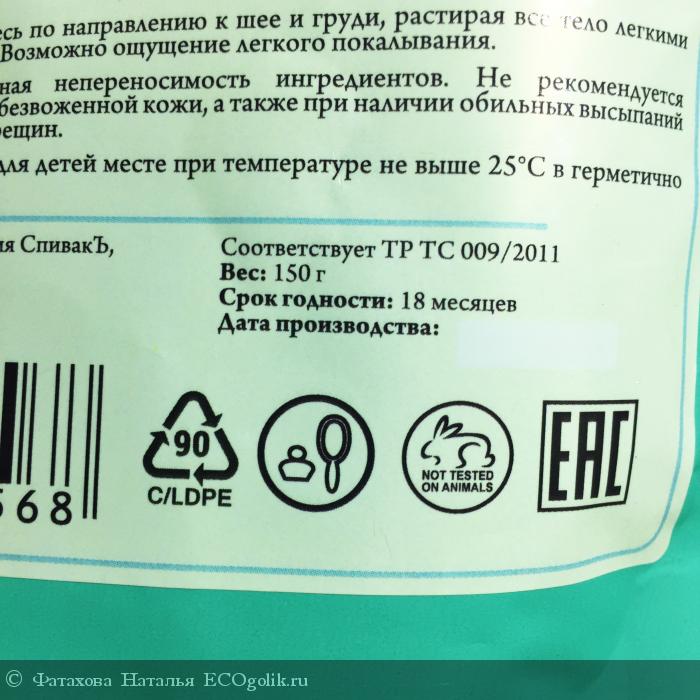 есь по направлению к шее и груди, растирая все тело легкими
Возможно ощущение легкого покалывания.
ная непереносимость ингредиентов. Не рекомендуется
безвоженной кожи, а также при наличии обильных высыпаний
рещин.
для детей месте при температуре не выше 25°C в герметично
ия СпивакЪ,
Соответствует ТР ТС 009/2011
Вес: 150 г
Срок годности: 18 месяцев
Дата производства:
90
C/LDPE
NOT TESTED
ON ANIMALS
EAC
568
© Фатахова Наталья ECOgolik.ru